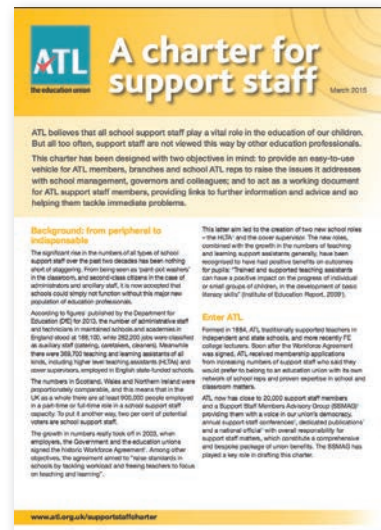 ATL
the education union
A charter for
support staff
March 2015
ATL believes that all school support staff play a vital role in the education of our children.
But all too often, support staff are not viewed this way by other education professionals.
This charter has been designed with two objectives in mind: to provide an easy-to-use
vehicle for ATL members, branches and school ATL reps to raise the issues it addresses
with school management, governors and colleagues; and to act as a working document
for ATL support staff members, providing links to further information and advice and so
helping them tackle immediate problems.
Background: from peripheral to
indispensable
The significant rise in the numbers of all types of school
support staff over the past two decades has been nothing
short of staggering. From being seen as 'paint-pot washers'
in the classroom, and second-class citizens in the case of
administrators and ancillary staff, it is now accepted that
schools could simply not function without this major new
population of education professionals.
According to figures published by the Department for
Education (DfE) for 2013, the number of administrative staff
and technicians in maintained schools and academies in
England stood at 166,100, while 262,200 jobs were classified
as auxiliary staff (catering, caretakers, cleaners). Meanwhile
there were 359,700 teaching and learning assistants of all
kinds, including higher level teaching assistants (HLTAs) and
cover supervisors, employed in English state-funded schools.
The numbers in Scotland, Wales and Northern Ireland were
proportionately comparable, and this means that in the
UK as a whole there are at least 900,000 people employed
in a part-time or full-time role in a school support staff
capacity. To put it another way, two per cent of potential
voters are school support staff.
The growth in numbers really took off in 2003, when
employers, the Government and the education unions
signed the historic Workforce Agreement. Among other
objectives, the agreement aimed to "raise standards in
schools by tackling workload and freeing teachers to focus
on teaching and learning".
This latter aim led to the creation of two new school roles
– the HLTA and the cover supervisor. The new roles,
combined with the growth in the numbers of teaching
and learning support assistants generally, have been
recognised to have had positive benefits on outcomes
for pupils: "Trained and supported teaching assistants
can have a positive impact on the progress of individual
or small groups of children, in the development of basic
literacy skills" (Institute of Education Report, 2009).
Enter ATL
Formed in 1884, ATL traditionally supported teachers in
independent and state schools, and more recently FE
college lecturers. Soon after the Workforce Agreement
was signed, ATL received membership applications
from increasing numbers of support staff who said they
would prefer to belong to an education union with its own
network of school reps and proven expertise in school and
classroom matters.
ATL now has close to 20,000 support staff members
and a Support Staff Members Advisory Group (SSMAG)
providing them with a voice in our union's democracy,
annual support staff conferences, dedicated publications
and a national official with overall responsibility for
support staff matters, which constitute a comprehensive
and bespoke package of union benefits. The SSMAG has
played a key role in drafting this charter.
www.atl.org.uk/supportstaffcharter